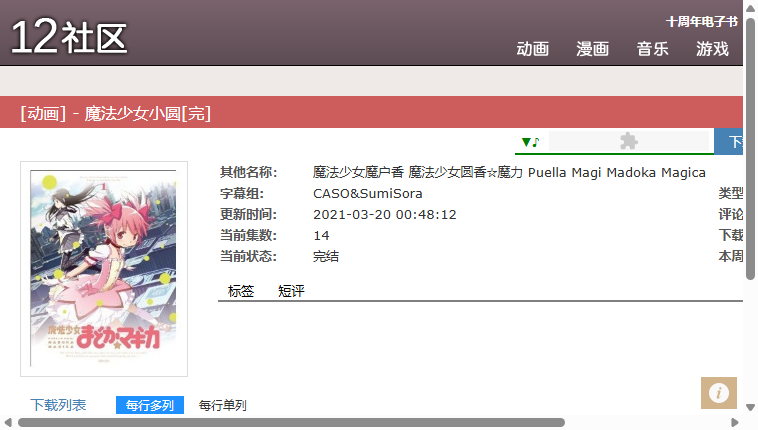 12社区
十周年电子书
动画 漫画 音乐 游戏
[动画] - 魔法少女小圆[完]
▼♪
下
其他名称： 魔法少女魔户香 魔法少女圆香☆魔力 Puella Magi Madoka Magica
字幕组： CASO&SumiSora 类型
更新时间： 2021-03-20 00:48:12 评论
当前集数： 14 下载
当前状态： 完结 本周
标签 短评
魔法少女まどか☆マギカ
下载列表 每行多列 每行单列